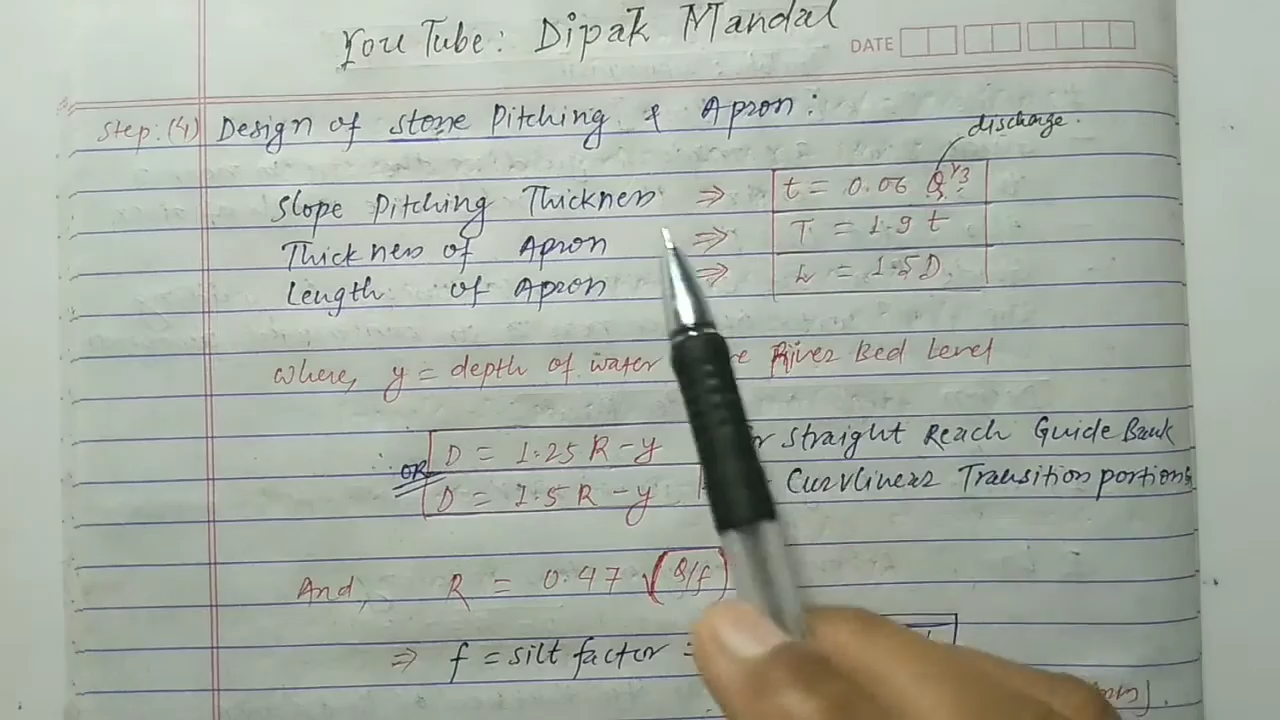 YouTube: Dipak Mandal
DATE
Step:(4) Design of stone Pitching & Apron:
discharge.
Slope Pitching Thickness ⇒ t = 0.06 Q^1/3
Thickness of Apron ⇒ T = 1.9 t
Length of Apron ⇒ L = 1.5D
Where, y = depth of water River Bed Level
D = 1.25 R - y straight Reach Guide Bank
OR
D = 1.5 R - y Curvliners Transition portions
And, R = 0.47 √(Q/f)
⇒ f = silt factor =